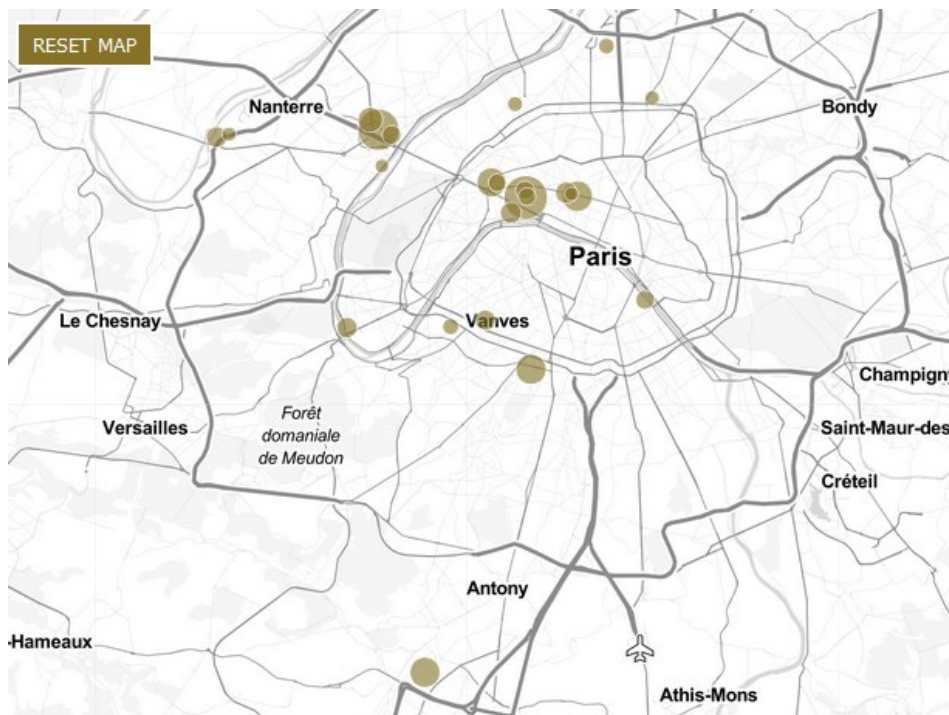 RESET MAP
Nanterre
Bondy
Paris
Le Chesnay
Vanves
Champigny
Forêt
domaniale
de Meudon
Versailles
Saint-Maur-des
Créteil
Antony
-Hameaux
Athis-Mons